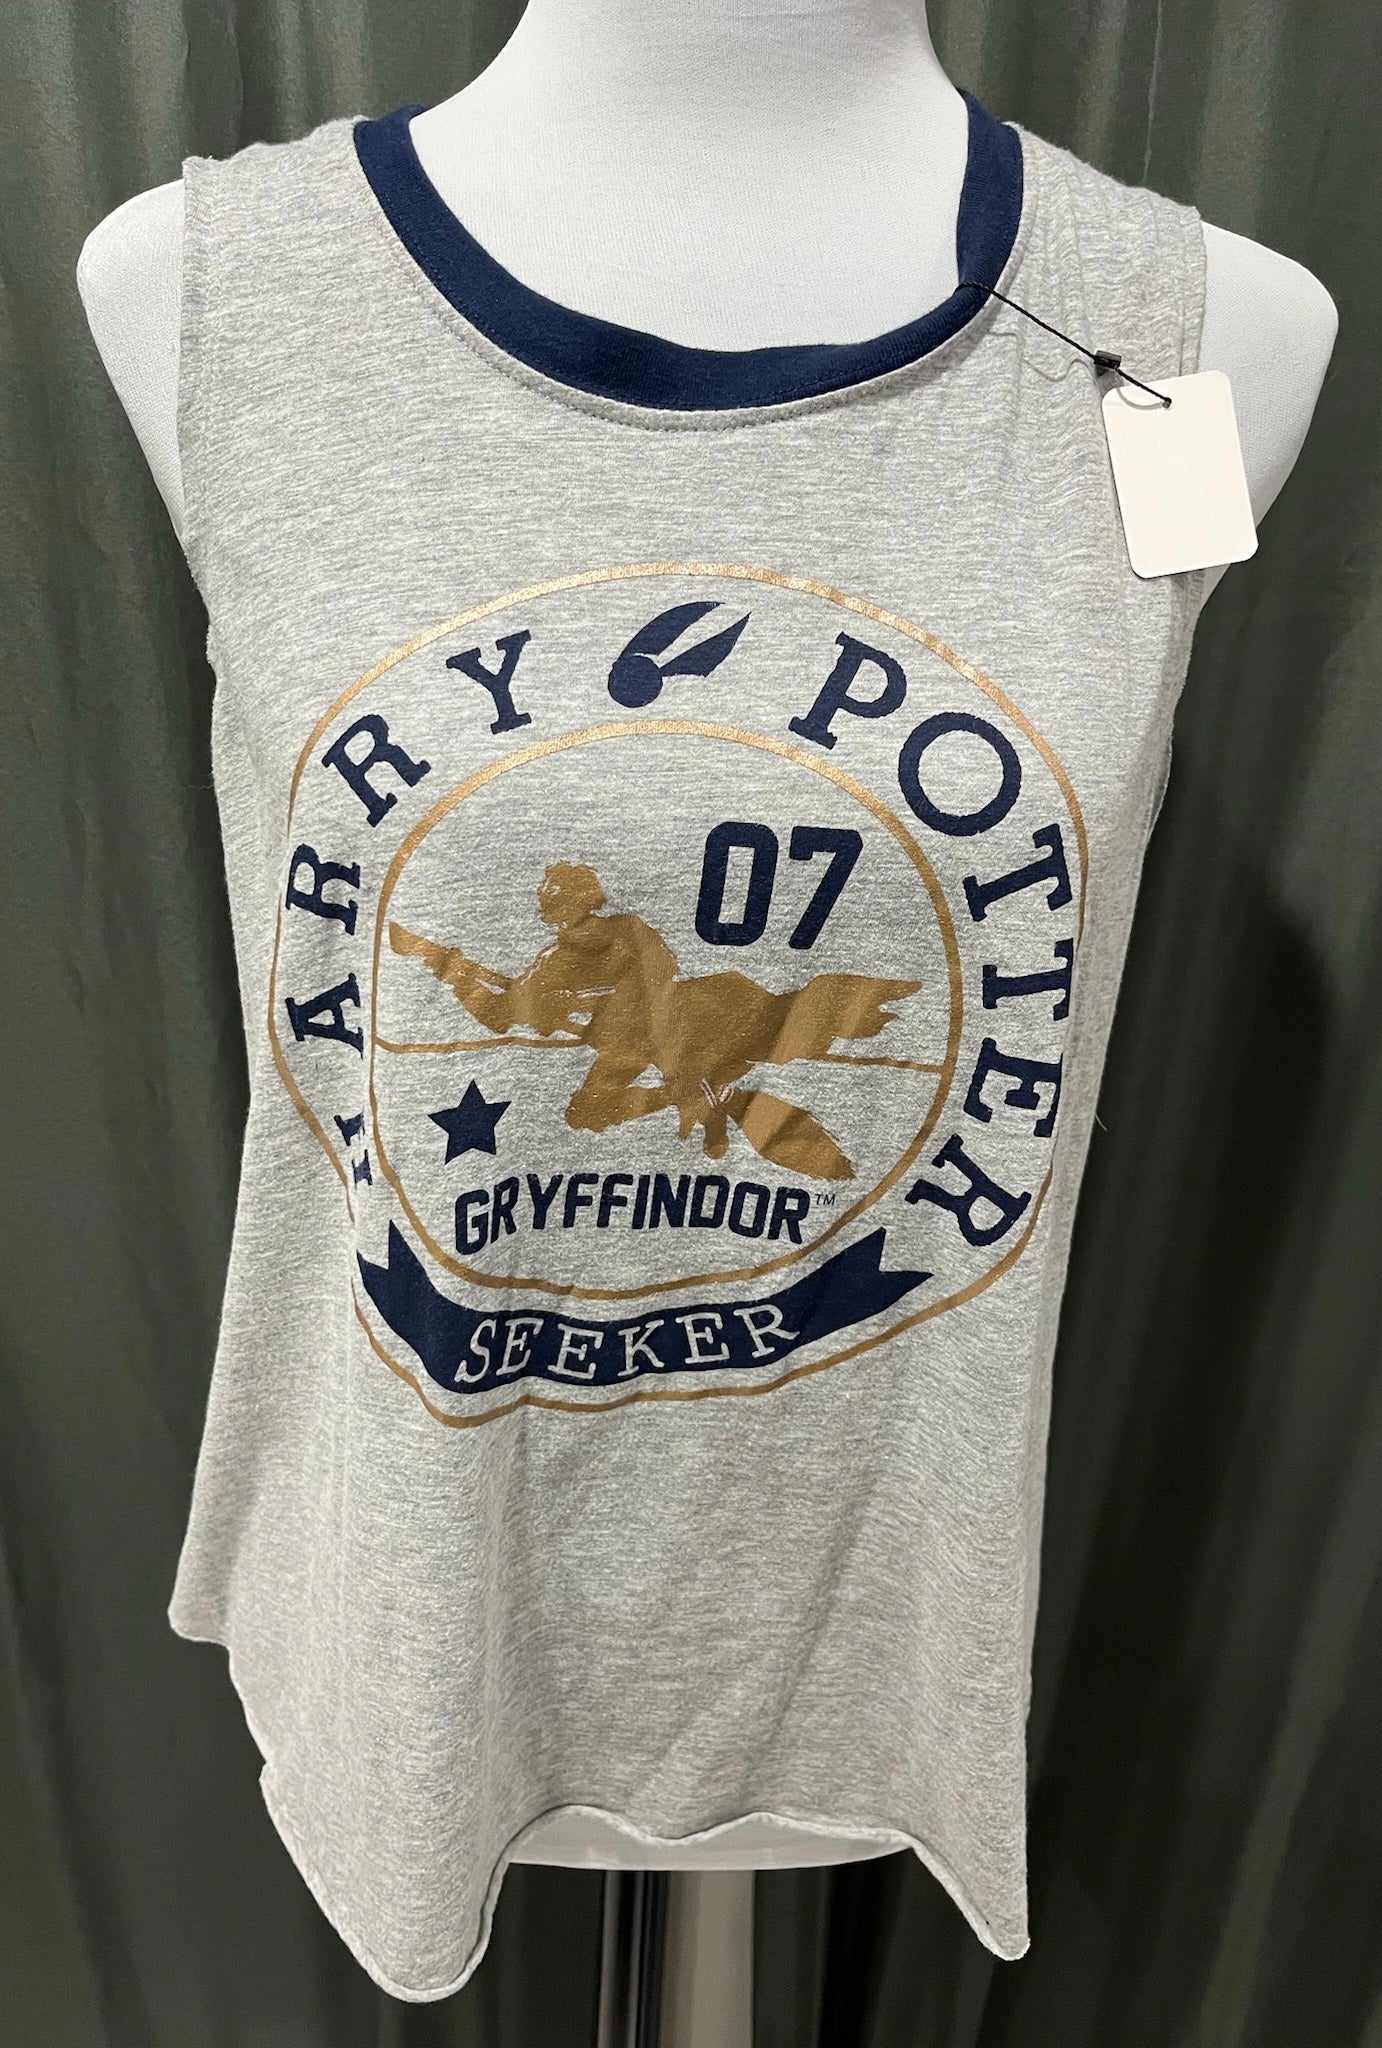 HARRY POTTER
07
GRYFFINDOR™
SEEKER